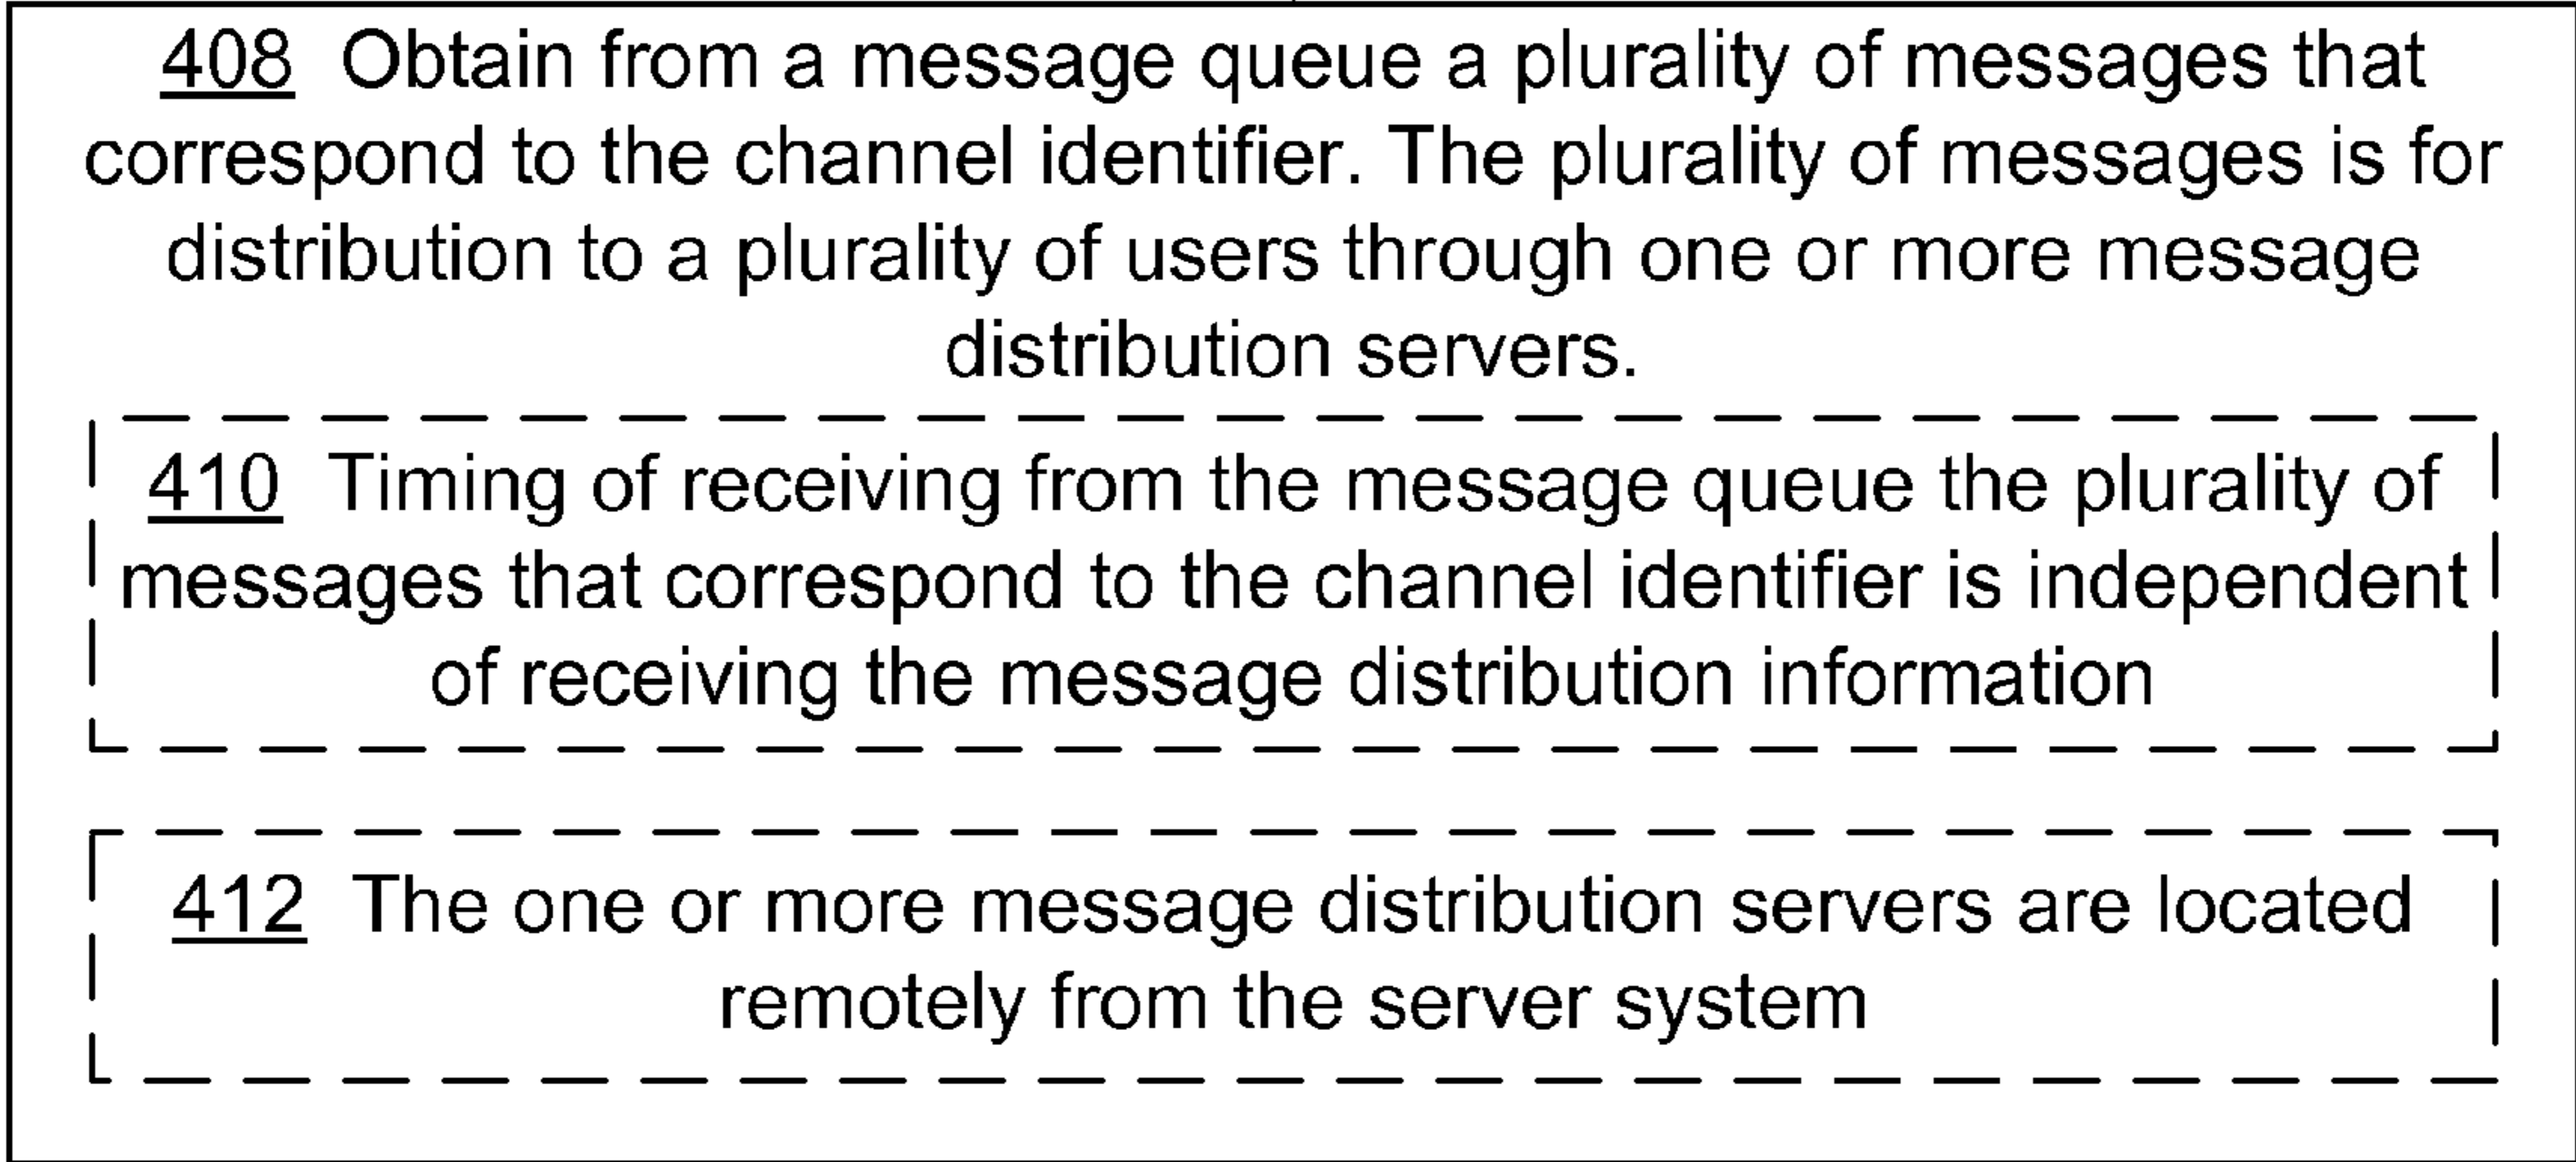 408 Obtain from a message queue a plurality of messages that
correspond to the channel identifier. The plurality of messages is for
distribution to a plurality of users through one or more message
distribution servers.
410 Timing of receiving from the message queue the plurality of
messages that correspond to the channel identifier is independent
of receiving the message distribution information
412 The one or more message distribution servers are located
remotely from the server system